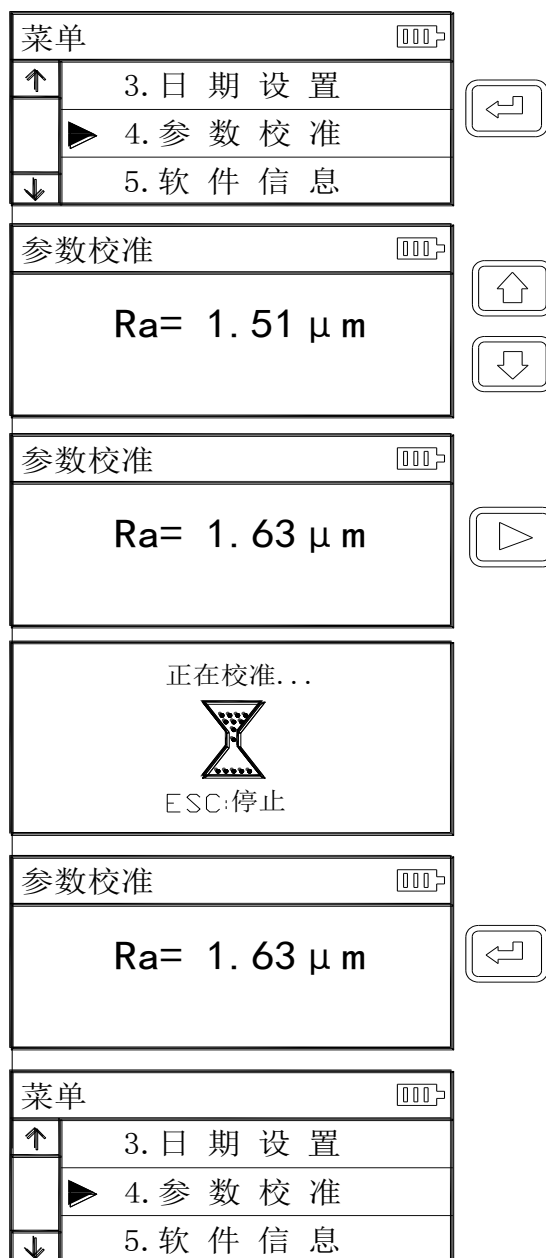 菜单
3.日 期 设 置
4.参 数 校 准
5.软 件 信 息
参数校准
Ra= 1.51 μm
参数校准
Ra= 1.63 μm
正在校准...
ESC:停止
参数校准
Ra= 1.63 μm
菜单
3.日 期 设 置
4.参 数 校 准
5.软 件 信 息